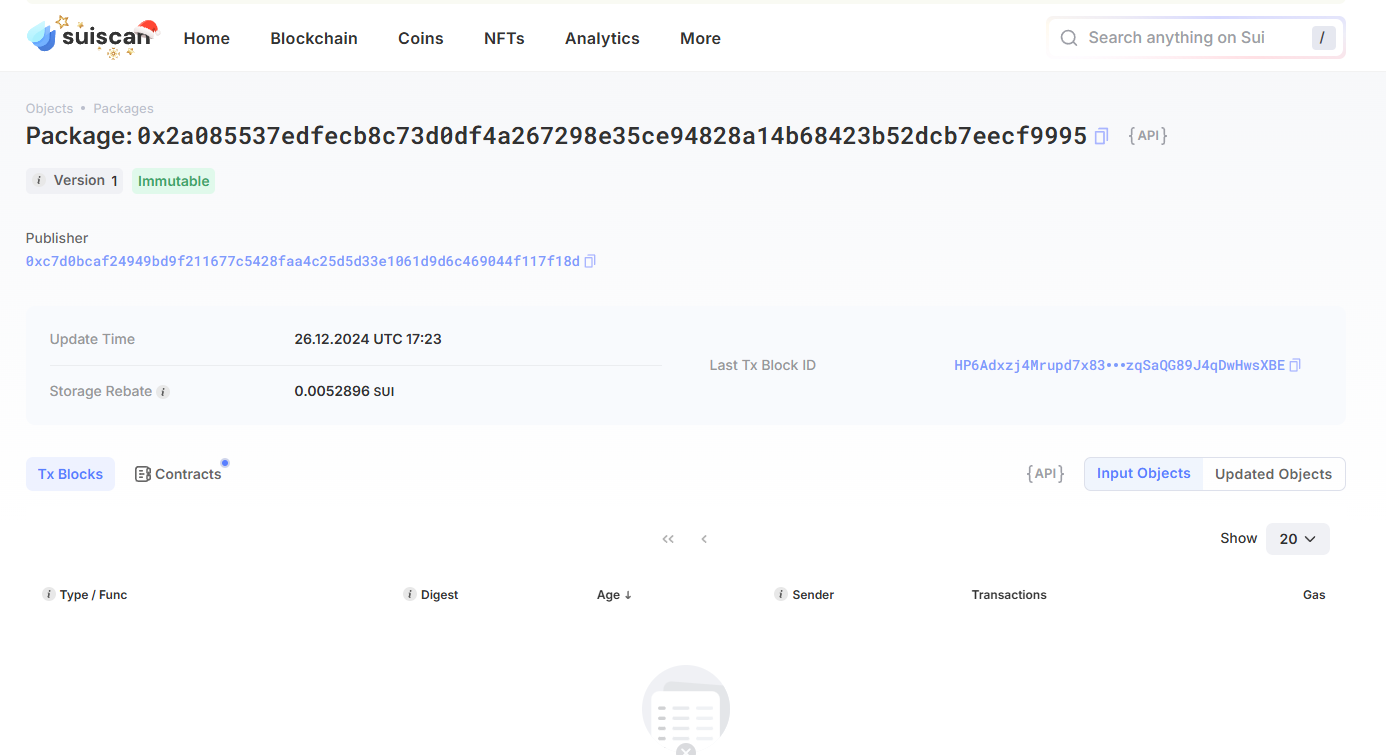 suiscan Home Blockchain Coins NFTs Analytics More Search anything on Sui /
Objects • Packages
Package: 0x2a085537edfecb8c73d0df4a267298e35ce94828a14b68423b52dcb7eecf9995 {API}
i Version 1 Immutable
Publisher
0xc7d0bcaf24949bd9f211677c5428faa4c25d5d33e1061d9d6c469044f117f18d
Update Time 26.12.2024 UTC 17:23
Last Tx Block ID HP6Adxzj4Mrupd7x83•••zqSaQG89J4qDwHwsXBE
Storage Rebate i 0.0052896 SUI
Tx Blocks Contracts {API} Input Objects Updated Objects
Show 20
i Type / Func i Digest Age ↓ i Sender Transactions Gas